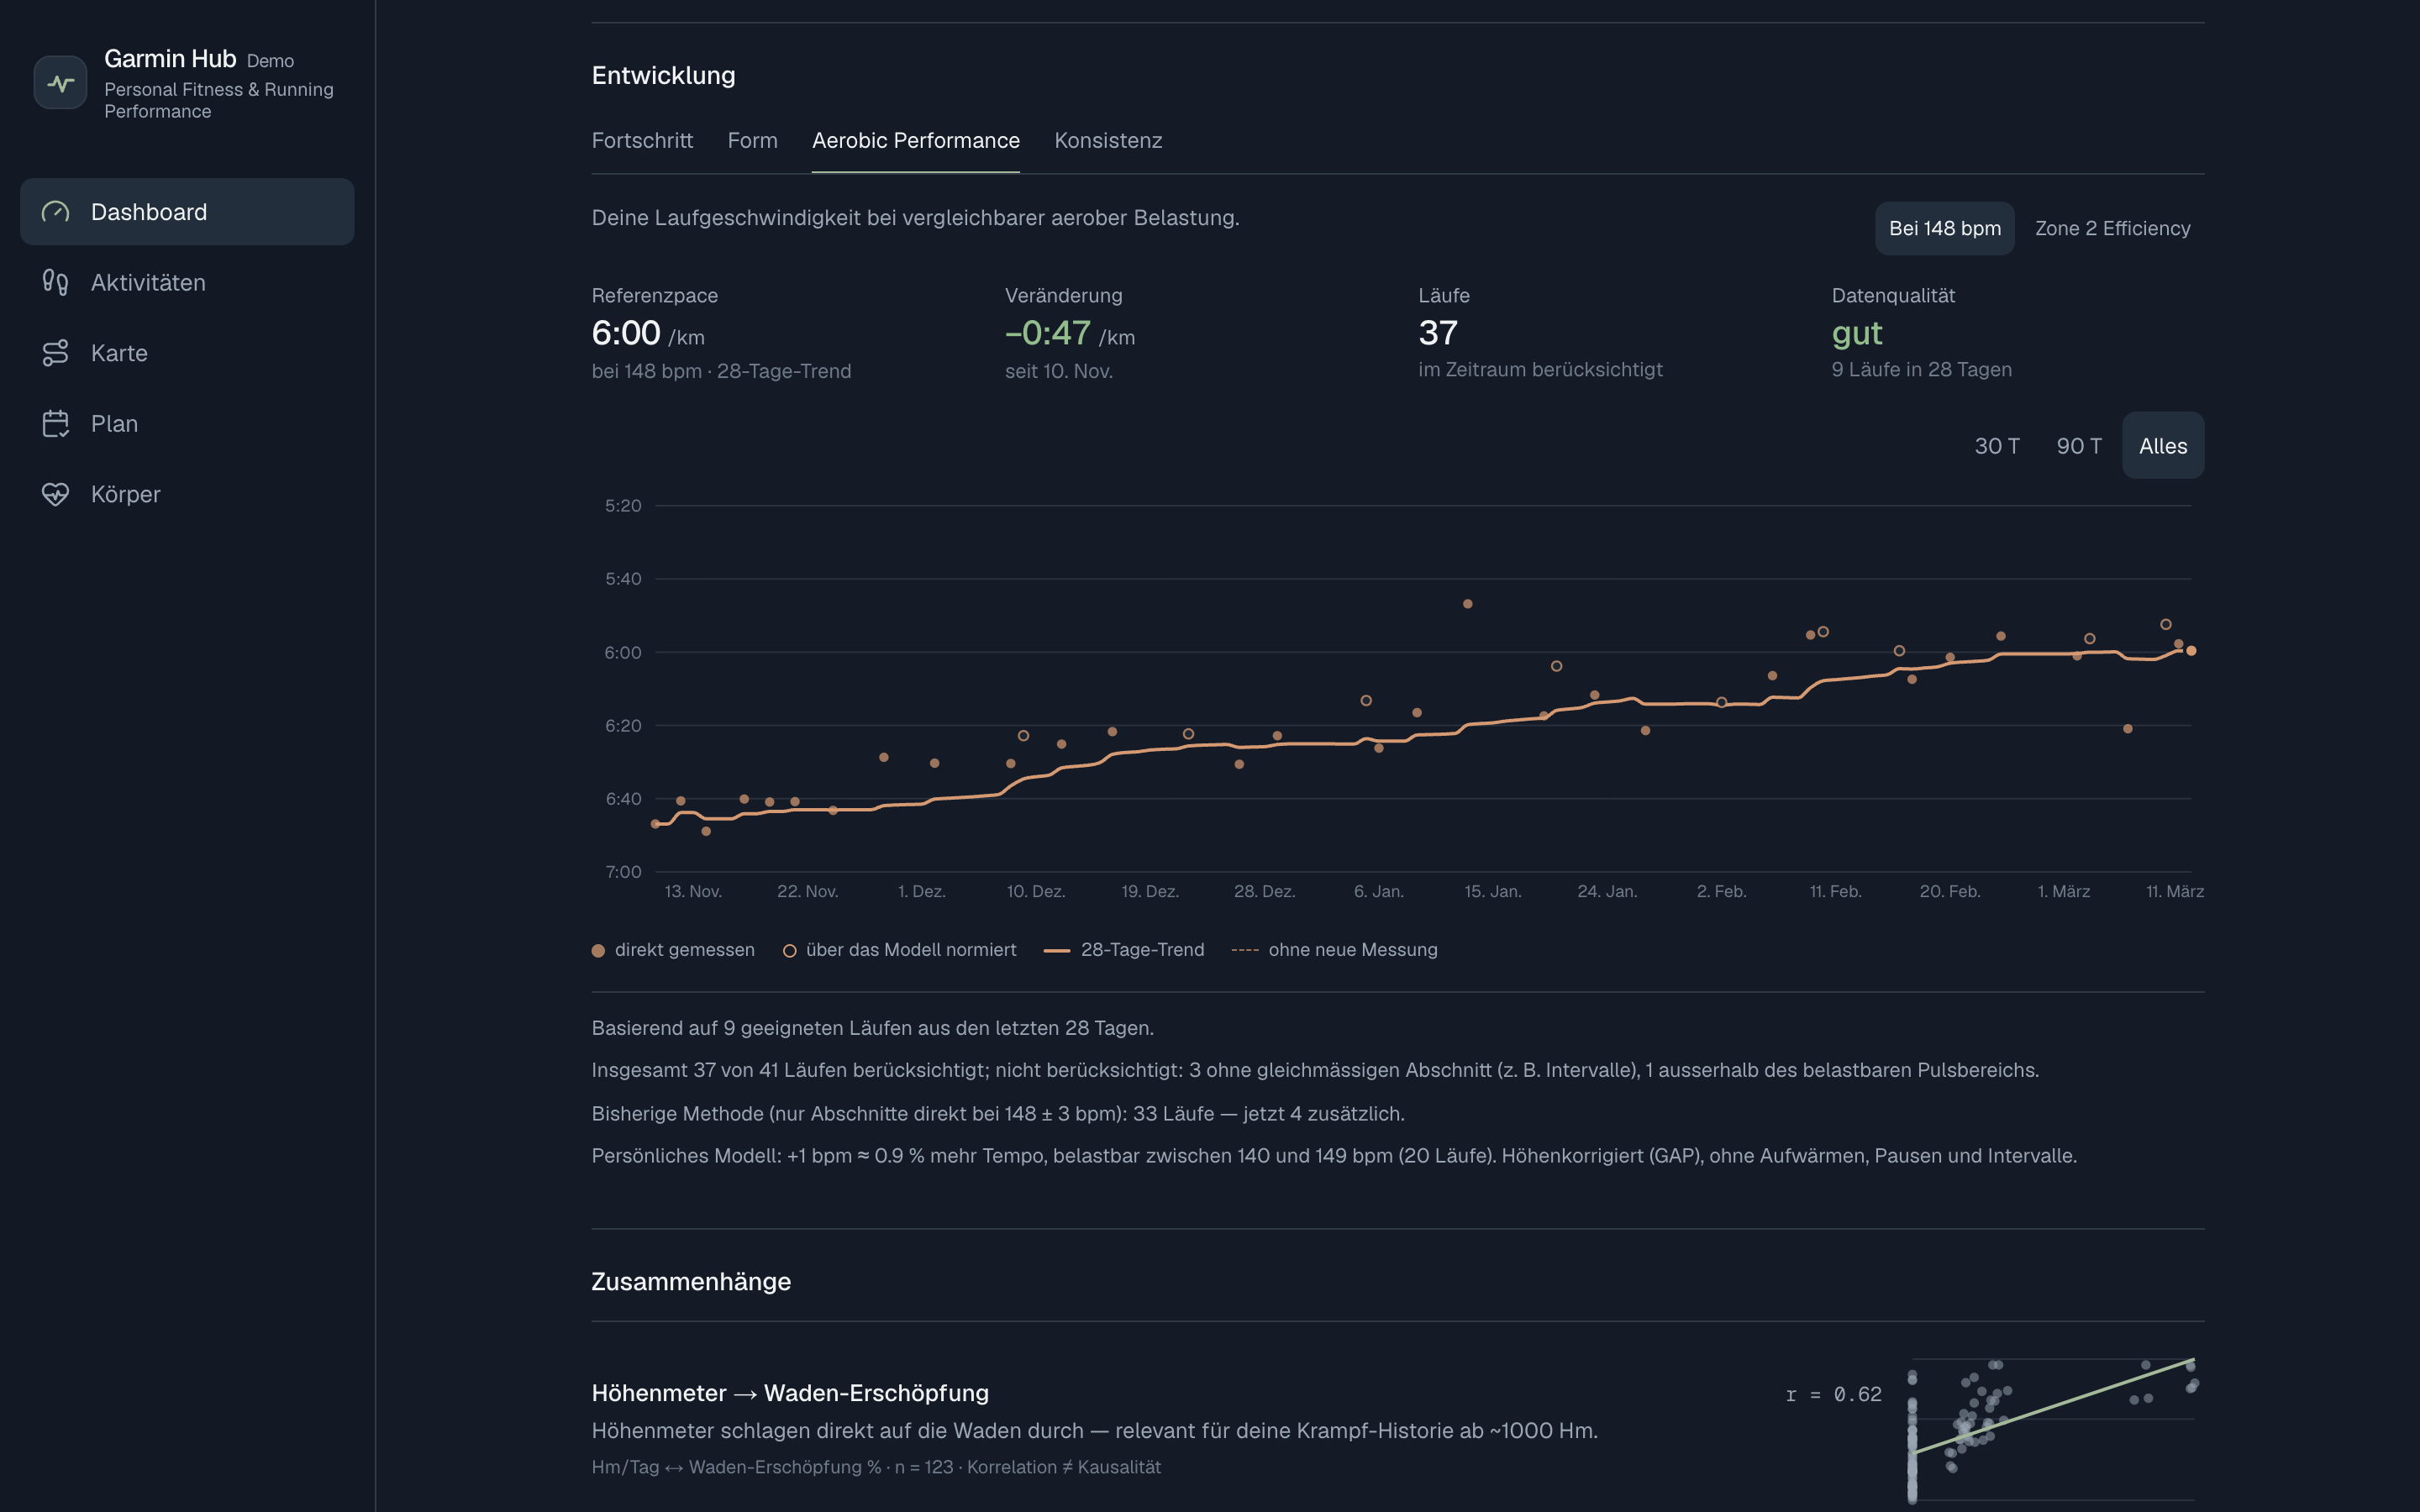 Garmin Hub Demo
Personal Fitness & Running
Performance
Dashboard
Aktivitäten
Karte
Plan
Körper
Entwicklung
Fortschritt Form Aerobic Performance Konsistenz
Deine Laufgeschwindigkeit bei vergleichbarer aerober Belastung.
Bei 148 bpm Zone 2 Efficiency
Referenzpace Veränderung Läufe Datenqualität
6:00 /km –0:47 /km 37 gut
bei 148 bpm · 28-Tage-Trend seit 10. Nov. im Zeitraum berücksichtigt 9 Läufe in 28 Tagen
30 T 90 T Alles
5:20
5:40
6:00
6:20
6:40
7:00
13. Nov. 22. Nov. 1. Dez. 10. Dez. 19. Dez. 28. Dez. 6. Jan. 15. Jan. 24. Jan. 2. Feb. 11. Feb. 20. Feb. 1. März 11. März
direkt gemessen über das Modell normiert 28-Tage-Trend ohne neue Messung
Basierend auf 9 geeigneten Läufen aus den letzten 28 Tagen.
Insgesamt 37 von 41 Läufen berücksichtigt; nicht berücksichtigt: 3 ohne gleichmässigen Abschnitt (z. B. Intervalle), 1 ausserhalb des belastbaren Pulsbereichs.
Bisherige Methode (nur Abschnitte direkt bei 148 ± 3 bpm): 33 Läufe — jetzt 4 zusätzlich.
Persönliches Modell: +1 bpm ≈ 0.9 % mehr Tempo, belastbar zwischen 140 und 149 bpm (20 Läufe). Höhenkorrigiert (GAP), ohne Aufwärmen, Pausen und Intervalle.
Zusammenhänge
Höhenmeter → Waden-Erschöpfung
r = 0.62
Höhenmeter schlagen direkt auf die Waden durch — relevant für deine Krampf-Historie ab ~1000 Hm.
Hm/Tag ↔ Waden-Erschöpfung % · n = 123 · Korrelation ≠ Kausalität